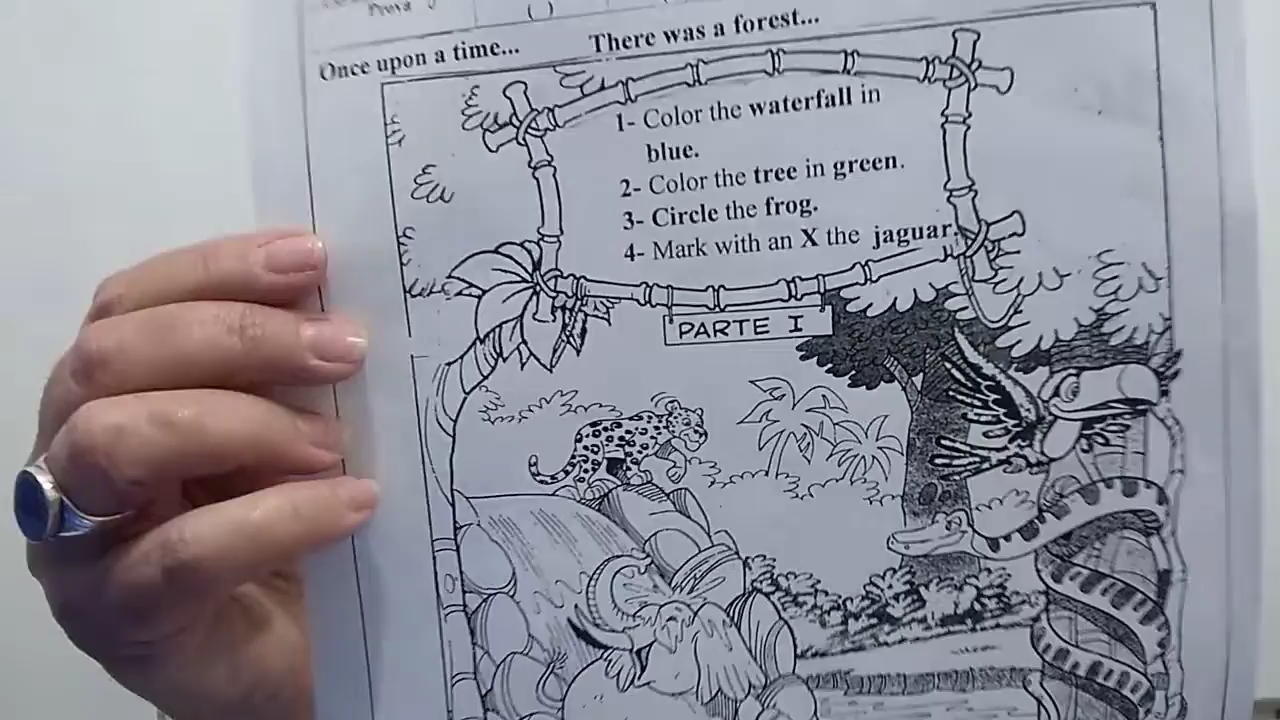 Prova
( )
Once upon a time... There was a forest...
1- Color the waterfall in
blue.
2- Color the tree in green.
3- Circle the frog.
4- Mark with an X the jaguar.
PARTE I